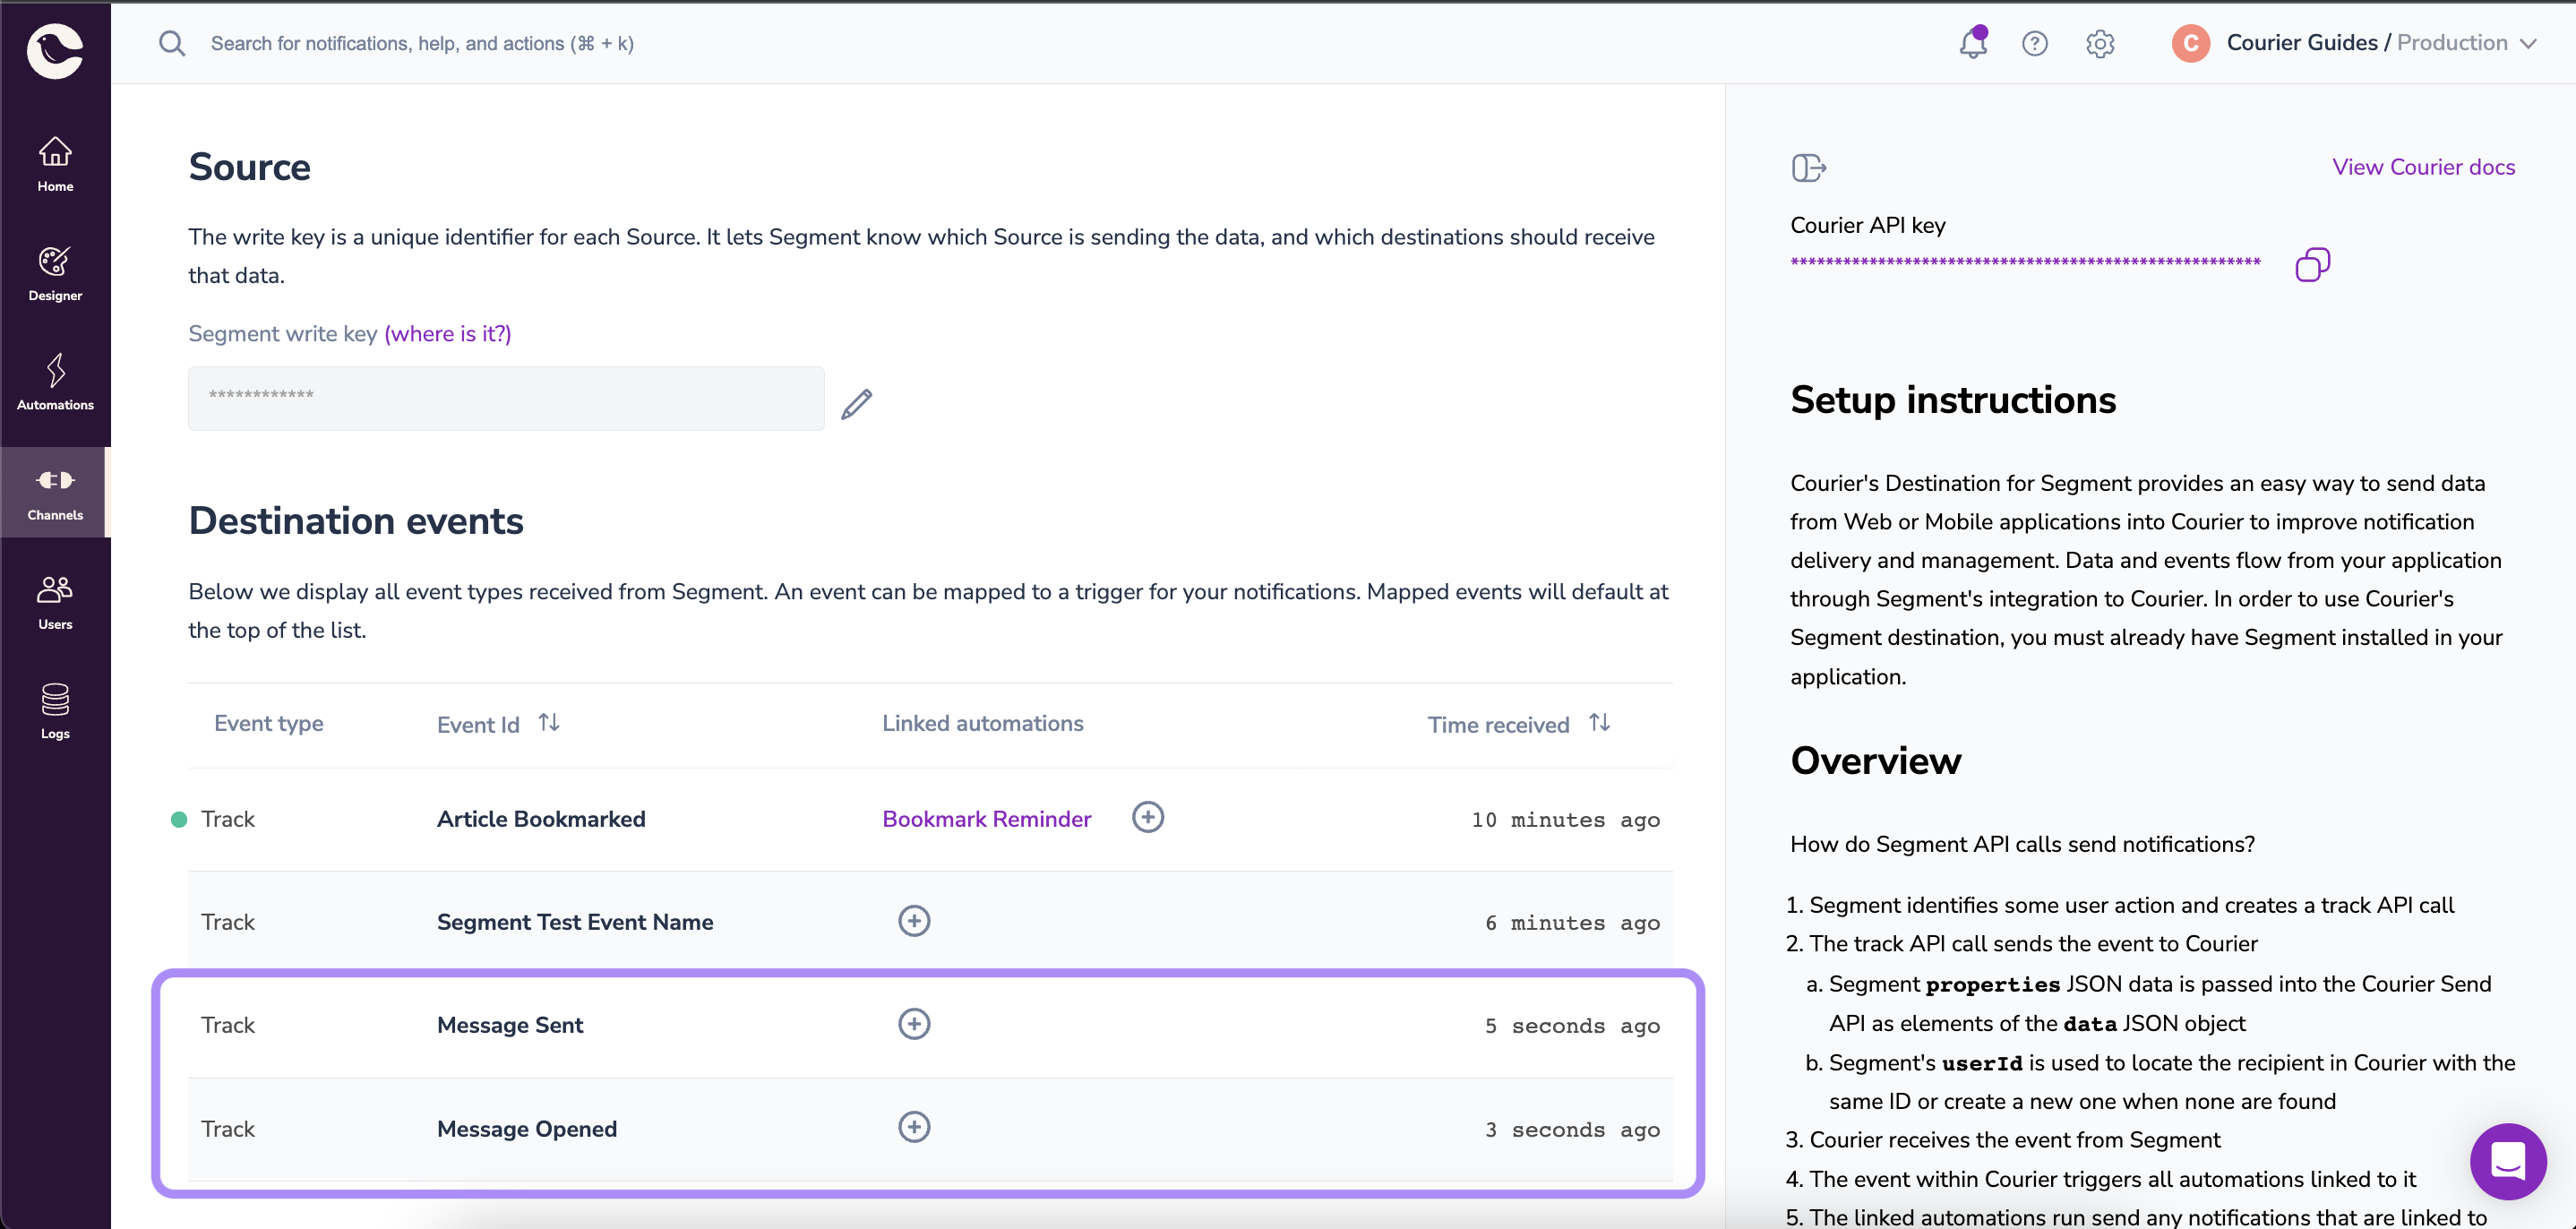 Search for notifications, help, and actions (⌘ + k)
C
Courier Guides / Production
Home
Designer
Automations
Channels
Users
Logs
Source
The write key is a unique identifier for each Source. It lets Segment know which Source is sending the data, and which destinations should receive
that data.
Segment write key (where is it?)
************
Destination events
Below we display all event types received from Segment. An event can be mapped to a trigger for your notifications. Mapped events will default at
the top of the list.
Event type Event Id Linked automations Time received
Track Article Bookmarked Bookmark Reminder 10 minutes ago
Track Segment Test Event Name 6 minutes ago
Track Message Sent 5 seconds ago
Track Message Opened 3 seconds ago
View Courier docs
Courier API key
******************************************************
Setup instructions
Courier's Destination for Segment provides an easy way to send data
from Web or Mobile applications into Courier to improve notification
delivery and management. Data and events flow from your application
through Segment's integration to Courier. In order to use Courier's
Segment destination, you must already have Segment installed in your
application.
Overview
How do Segment API calls send notifications?
1. Segment identifies some user action and creates a track API call
2. The track API call sends the event to Courier
a. Segment properties JSON data is passed into the Courier Send
API as elements of the data JSON object
b. Segment's userId is used to locate the recipient in Courier with the
same ID or create a new one when none are found
3. Courier receives the event from Segment
4. The event within Courier triggers all automations linked to it
5. The linked automations run send any notifications that are linked to